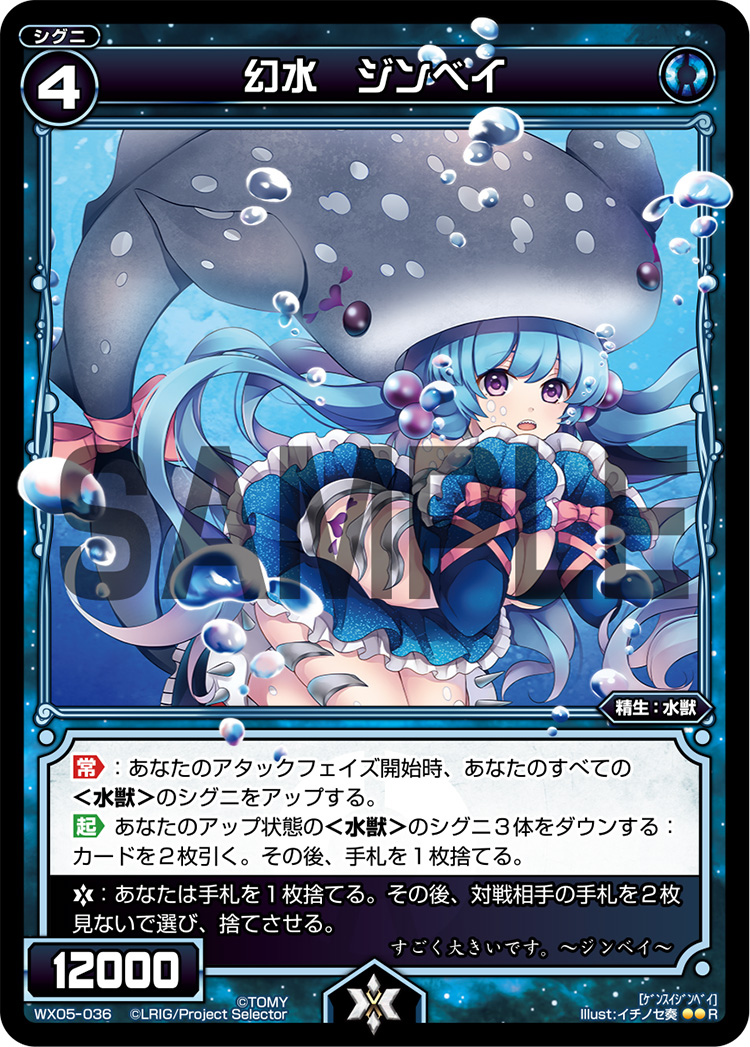 シグニ
4
幻水 ジンベイ
SAMPLE
精生：水獣
常：あなたのアタックフェイズ開始時、あなたのすべての
＜水獣＞のシグニをアップする。
起 あなたのアップ状態の＜水獣＞のシグニ３体をダウンする：
カードを２枚引く。その後、手札を１枚捨てる。
：あなたは手札を１枚捨てる。その後、対戦相手の手札を２枚
見ないで選び、捨てさせる。
すごく大きいです。～ジンベイ～
12000
©TOMY
[ｹﾞﾝｽｲｼﾞﾝﾍﾞｲ]
WX05-036 ©LRIG/Project Selector
Illust:イチノセ奏 R